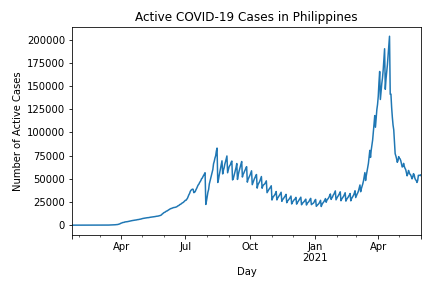 Active COVID-19 Cases in Philippines
200000
175000
150000
125000
100000
75000
50000
25000
0
Number of Active Cases
Apr Jul Oct Jan Apr
2021
Day